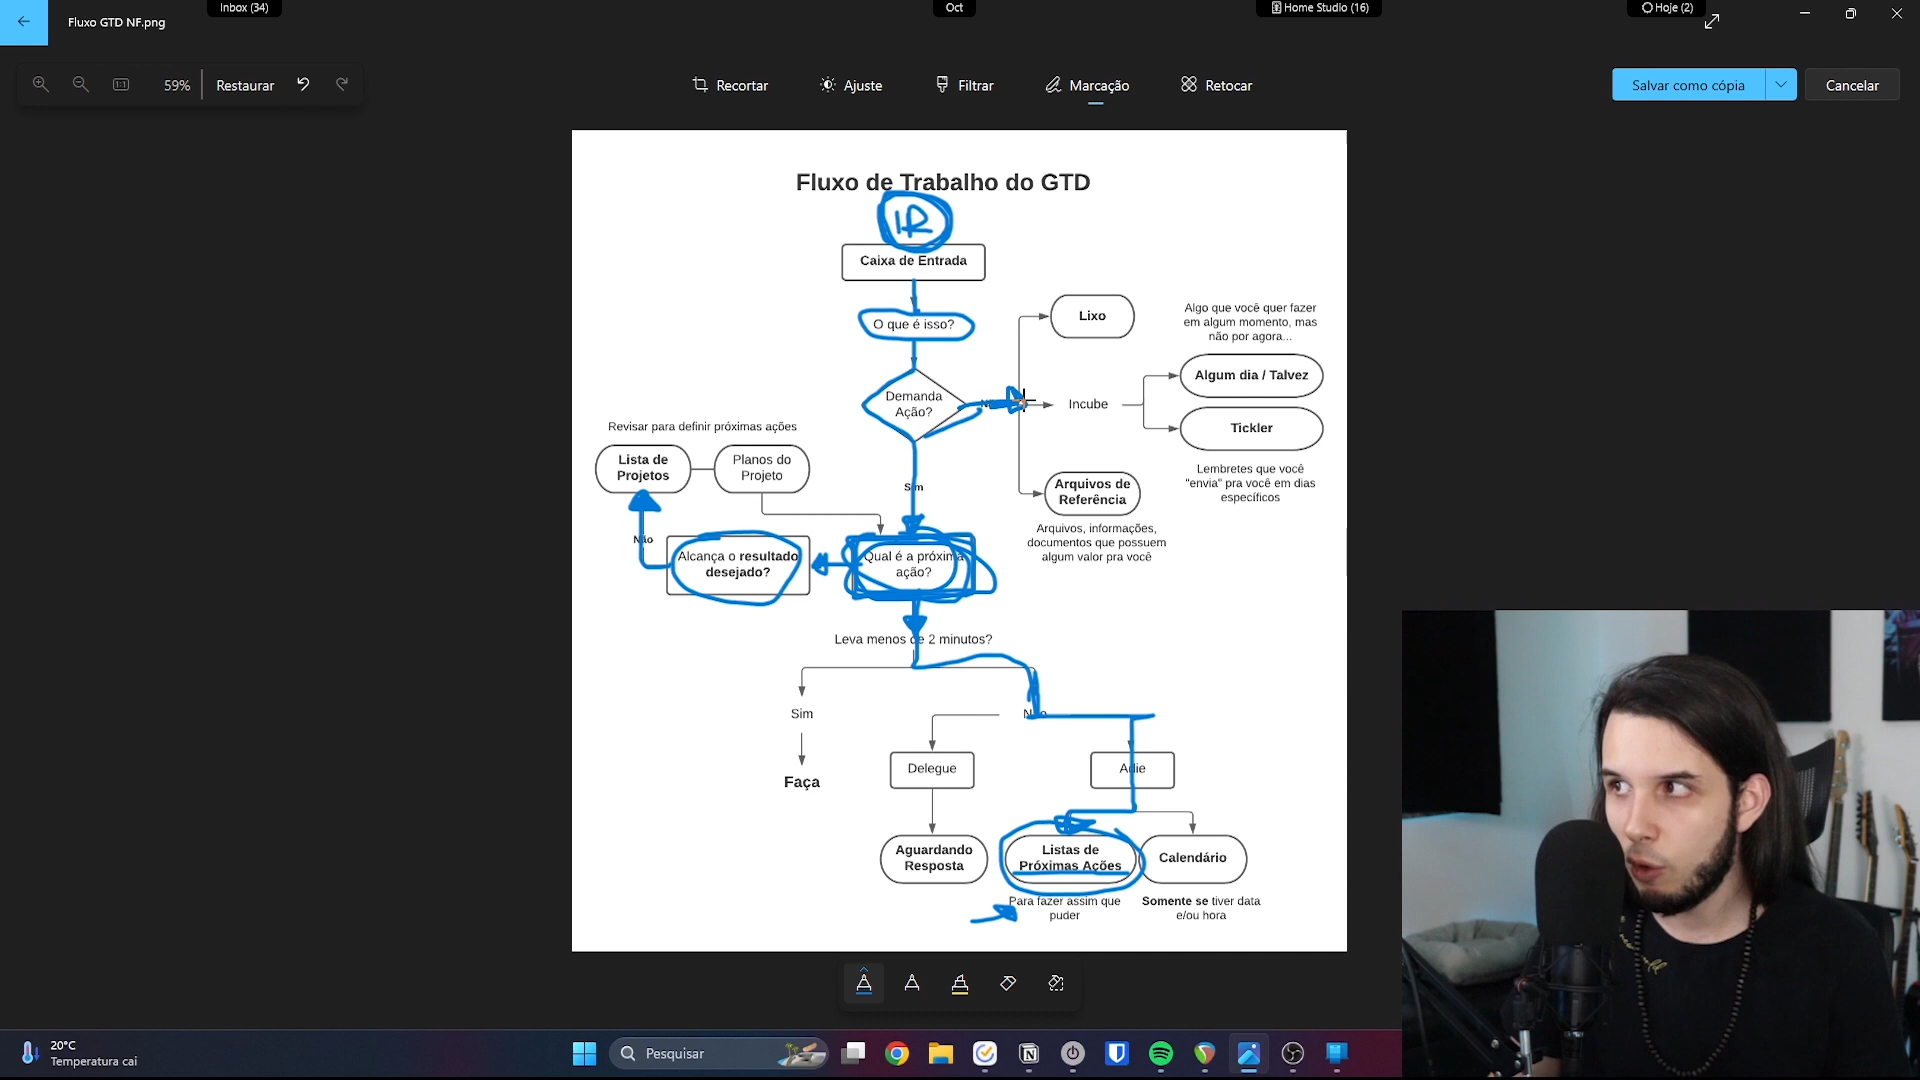 Inbox (34)
Oct
Home Studio (16)
Hoje (2)
Fluxo GTD NF.png
59%
Restaurar
Recortar
Ajuste
Filtrar
Marcação
Retocar
Salvar como cópia
Cancelar
Fluxo de Trabalho do GTD
IR
Caixa de Entrada
O que é isso?
Lixo
Algo que você quer fazer
em algum momento, mas
não por agora...
Algum dia / Talvez
Demanda
Ação?
Incube
Tickler
Revisar para definir próximas ações
Lista de
Projetos
Planos do
Projeto
Lembretes que você
"envia" pra você em dias
específicos
Sim
Arquivos de
Referência
Arquivos, informações,
documentos que possuem
algum valor pra você
Não
Alcança o resultado
desejado?
Qual é a próxima
ação?
Leva menos de 2 minutos?
Sim
Não
Faça
Delegue
Adie
Aguardando
Resposta
Listas de
Próximas Ações
Calendário
Para fazer assim que
puder
Somente se tiver data
e/ou hora
20°C
Temperatura cai
Pesquisar